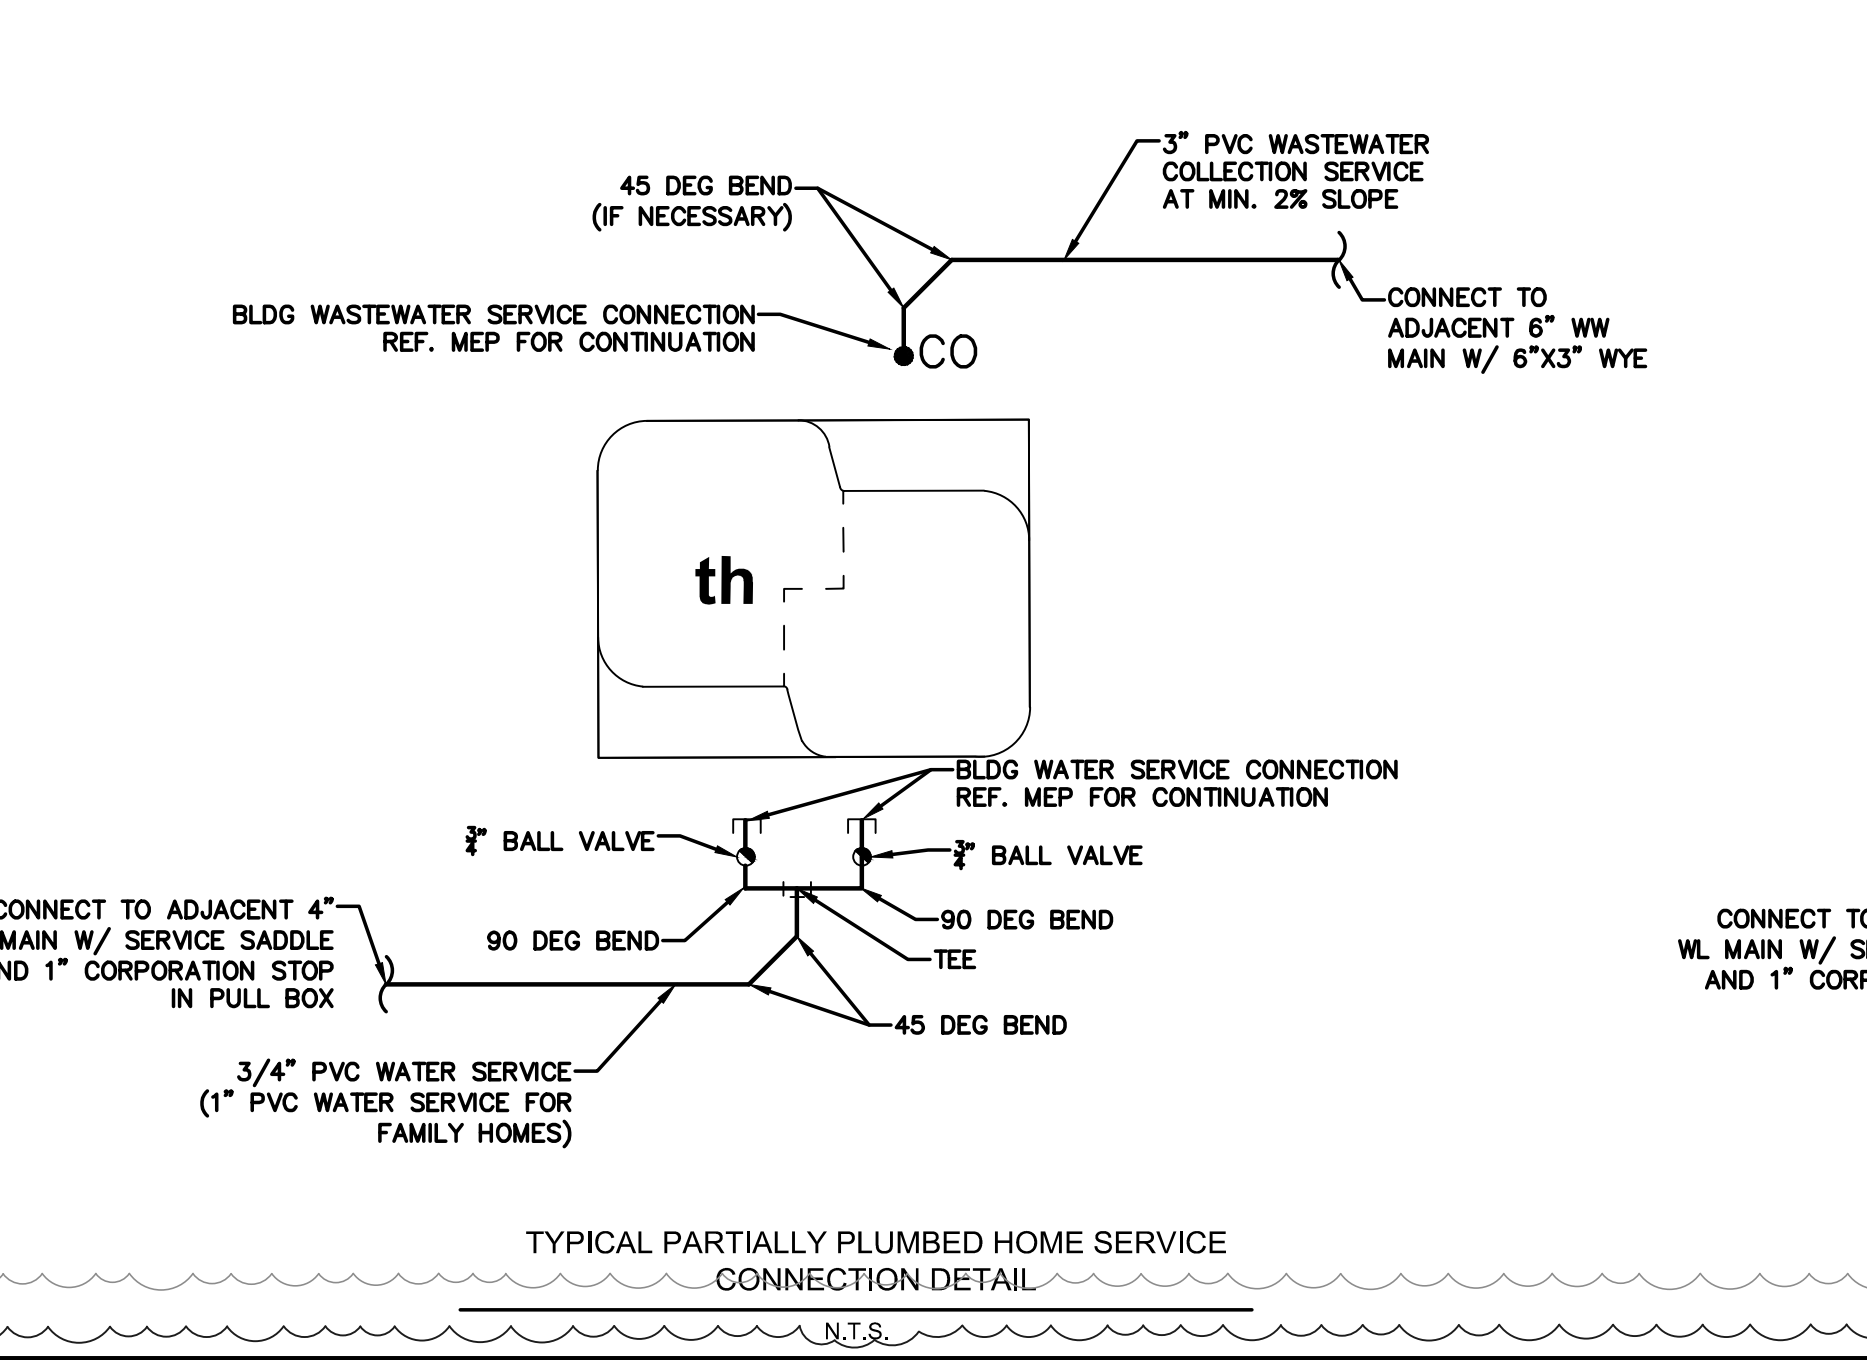 3" PVC WASTEWATER
COLLECTION SERVICE
AT MIN. 2% SLOPE
45 DEG BEND
(IF NECESSARY)
CONNECT TO
ADJACENT 6" WW
MAIN W/ 6"X3" WYE
BLDG WASTEWATER SERVICE CONNECTION
REF. MEP FOR CONTINUATION
CO
th
BLDG WATER SERVICE CONNECTION
REF. MEP FOR CONTINUATION
3/4" BALL VALVE
3/4" BALL VALVE
CONNECT TO ADJACENT 4"
MAIN W/ SERVICE SADDLE
1" CORPORATION STOP
IN PULL BOX
90 DEG BEND
90 DEG BEND
TEE
45 DEG BEND
3/4" PVC WATER SERVICE
(1" PVC WATER SERVICE FOR
FAMILY HOMES)
CONNECT
WL MAIN W/
AND 1"
TYPICAL PARTIALLY PLUMBED HOME SERVICE
CONNECTION DETAIL
N.T.S.